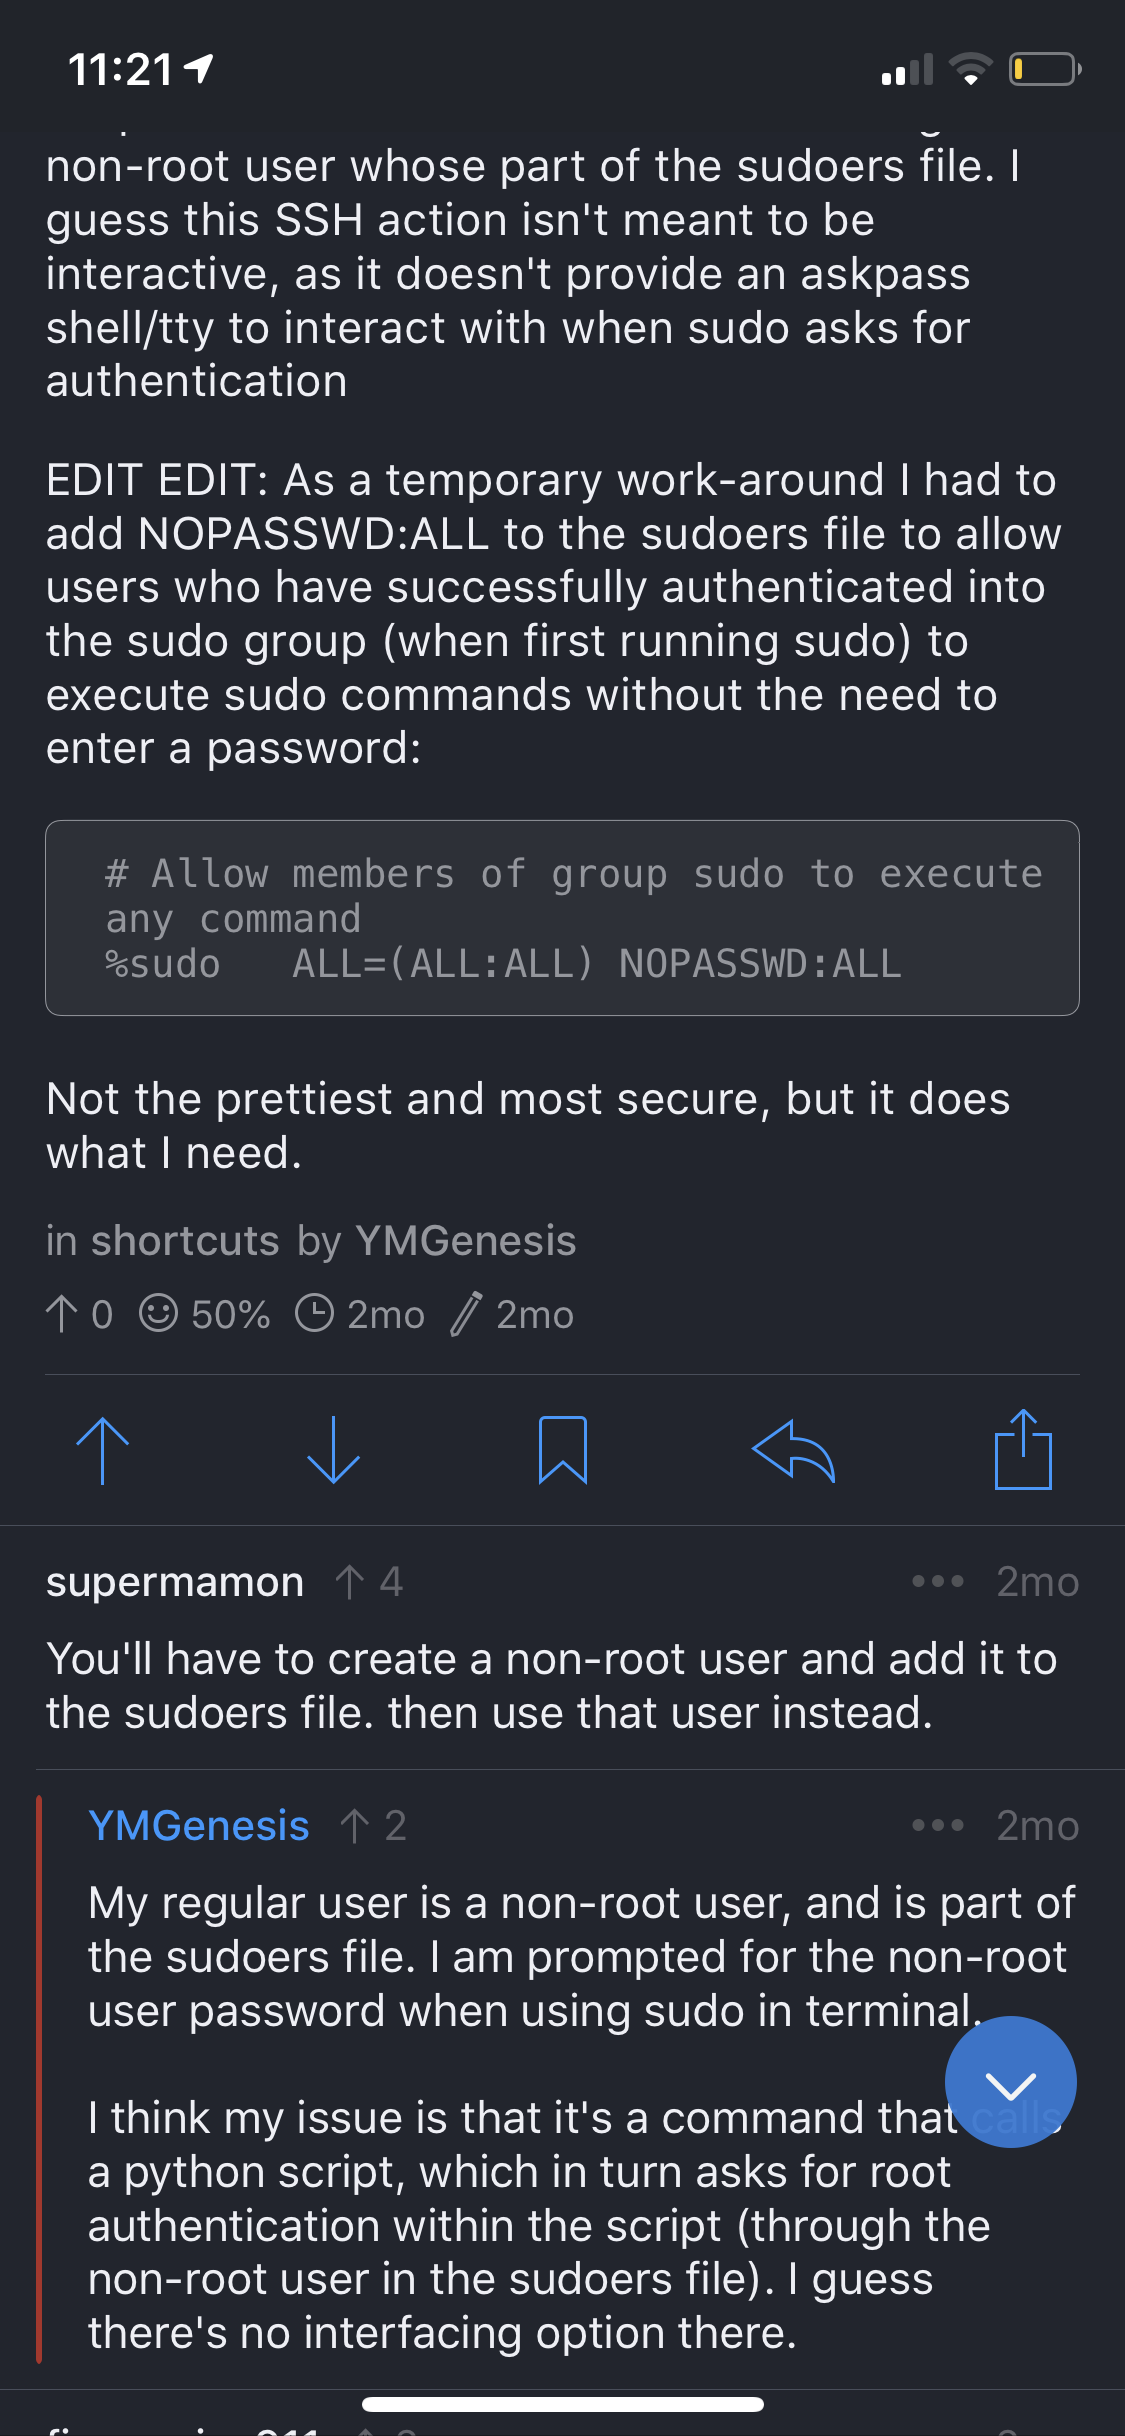 11:21
non-root user whose part of the sudoers file. I
guess this SSH action isn't meant to be
interactive, as it doesn't provide an askpass
shell/tty to interact with when sudo asks for
authentication
EDIT EDIT: As a temporary work-around I had to
add NOPASSWD:ALL to the sudoers file to allow
users who have successfully authenticated into
the sudo group (when first running sudo) to
execute sudo commands without the need to
enter a password:
# Allow members of group sudo to execute
any command
%sudo   ALL=(ALL:ALL) NOPASSWD:ALL
Not the prettiest and most secure, but it does
what I need.
in shortcuts by YMGenesis
0 50% 2mo 2mo
supermamon 4 ••• 2mo
You'll have to create a non-root user and add it to
the sudoers file. then use that user instead.
YMGenesis 2 ••• 2mo
My regular user is a non-root user, and is part of
the sudoers file. I am prompted for the non-root
user password when using sudo in terminal.
I think my issue is that it's a command that calls
a python script, which in turn asks for root
authentication within the script (through the
non-root user in the sudoers file). I guess
there's no interfacing option there.